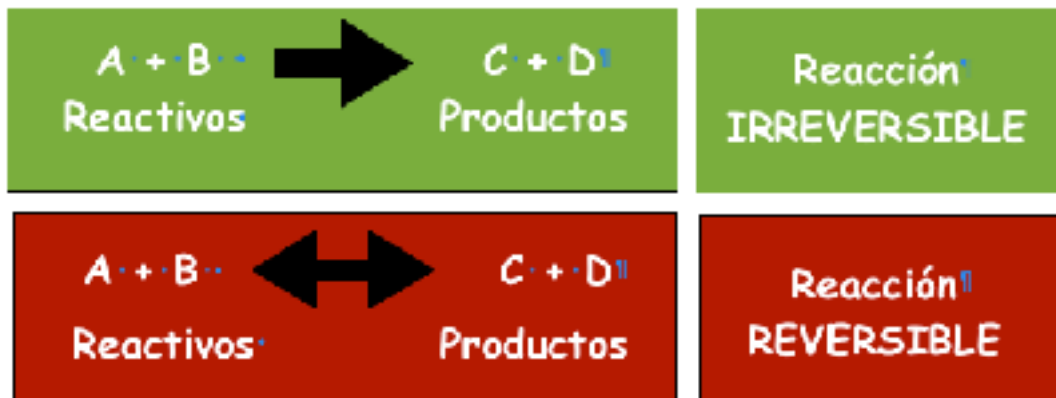 A + B C + D
Reactivos Productos
Reacción
IRREVERSIBLE
A + B C + D
Reactivos Productos
Reacción
REVERSIBLE